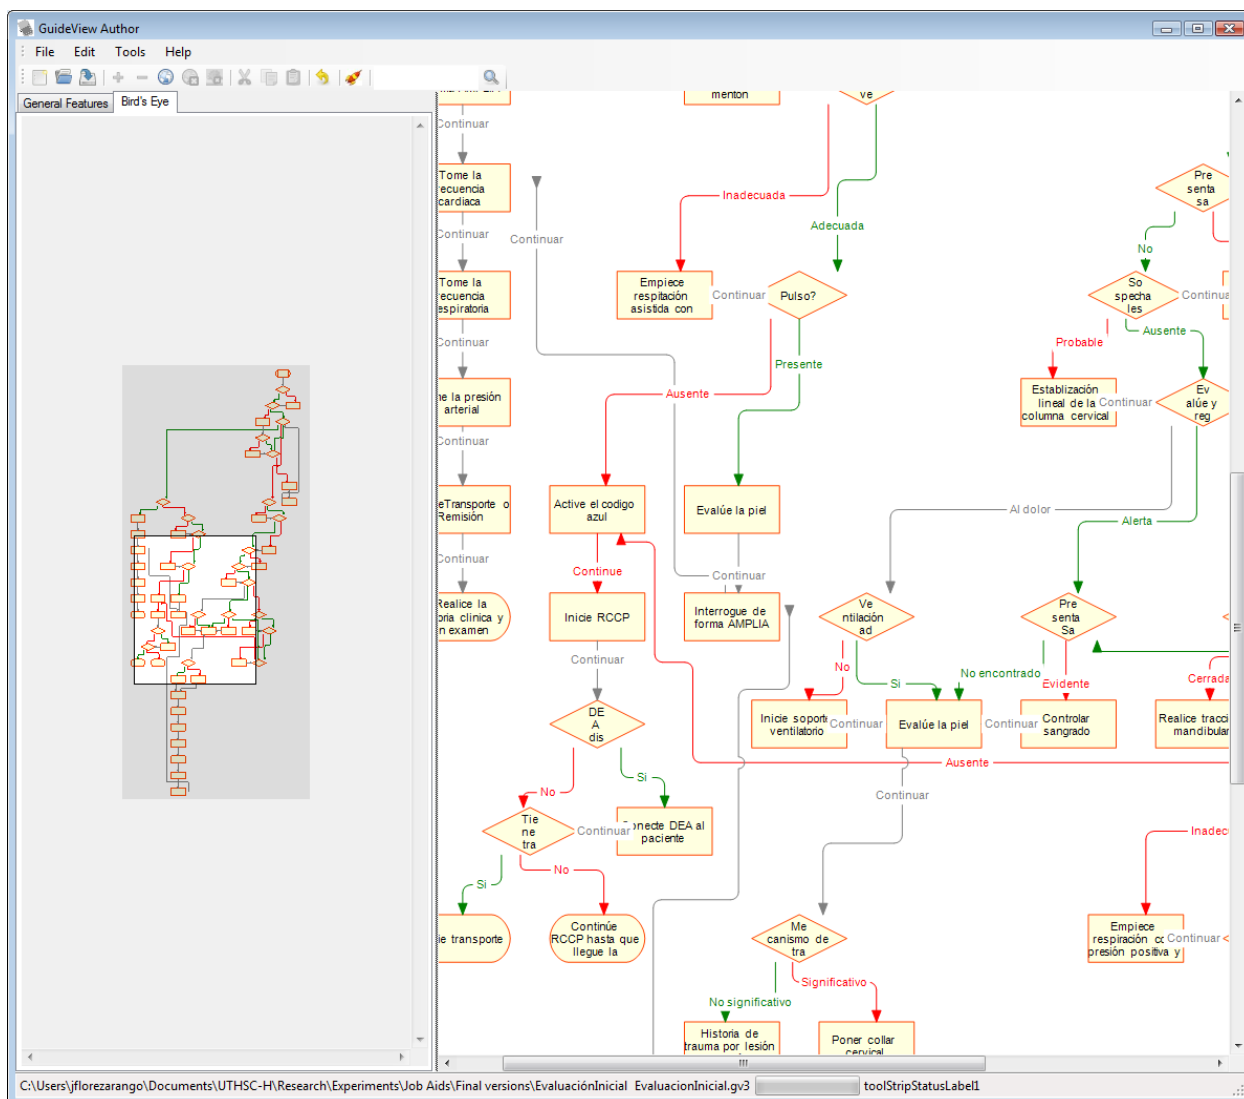 GuideView Author
File Edit Tools Help
General Features Bird's Eye
Continuar
Tome la
cardiaca
Continuar
Tome la
Continuar
la presión
arterial
Continuar
Transporte o
Remisión
Continuar
Realice la
clinica y
examen
menton
ve
Continuar
Inadecuada
Adecuada
Empiece
respitación
asistida con
Continuar
Pulso?
Presente
Ausente
Active el codigo
azul
Evalúe la piel
Continue
Continuar
Inicie RCCP
Interrogue de
forma AMPLIA
Continuar
DE
A
dis
No
Si
Tie
ne
tra
Continuar
Conecte DEA al
paciente
Si
No
transporte
Continúe
RCCP hasta que
llegue la
Pre
senta
sa
No
So
specha
les
Continua
Ausente
Probable
Establización
lineal de la
columna cervical
Continuar
Ev
alúe y
reg
Al dolor
Alerta
Ve
ntilación
ad
Pre
senta
Sa
No
Si
No encontrado
Evidente
Cerrada
Inicie soporte
ventilatorio
Continuar
Evalúe la piel
Continuar
Controlar
sangrado
Realice tracci
mandibular
Ausente
Continuar
Inadec
Me
canismo de
tra
Empiece
respiración co
presión positiva y
Continuar
Significativo
No significativo
Historia de
trauma por lesión
Poner collar
cervical
C:\Users\jflorezarango\Documents\UTHSC-H\Research\Experiments\Job Aids\Final versions\EvaluaciónInicial EvaluacionInicial.gv3 toolStripStatusLabel1